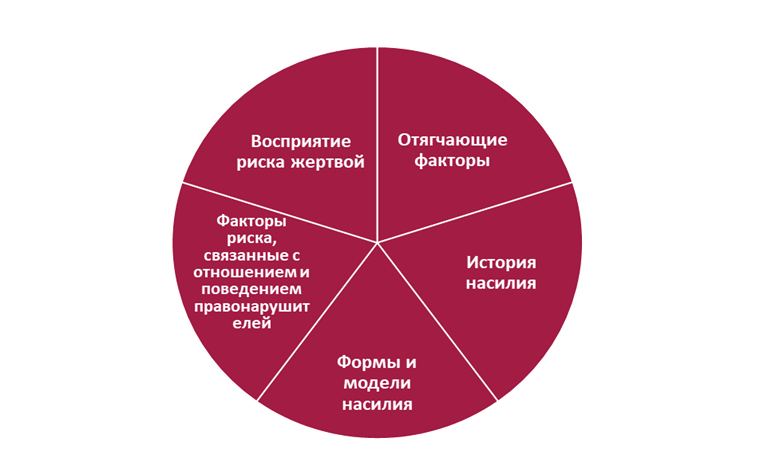 Восприятие
риска жертвой
Отягчающие
факторы
Факторы
риска,
связанные с
отношением и
поведением
правонарушит
елей
История
насилия
Формы и
модели
насилия